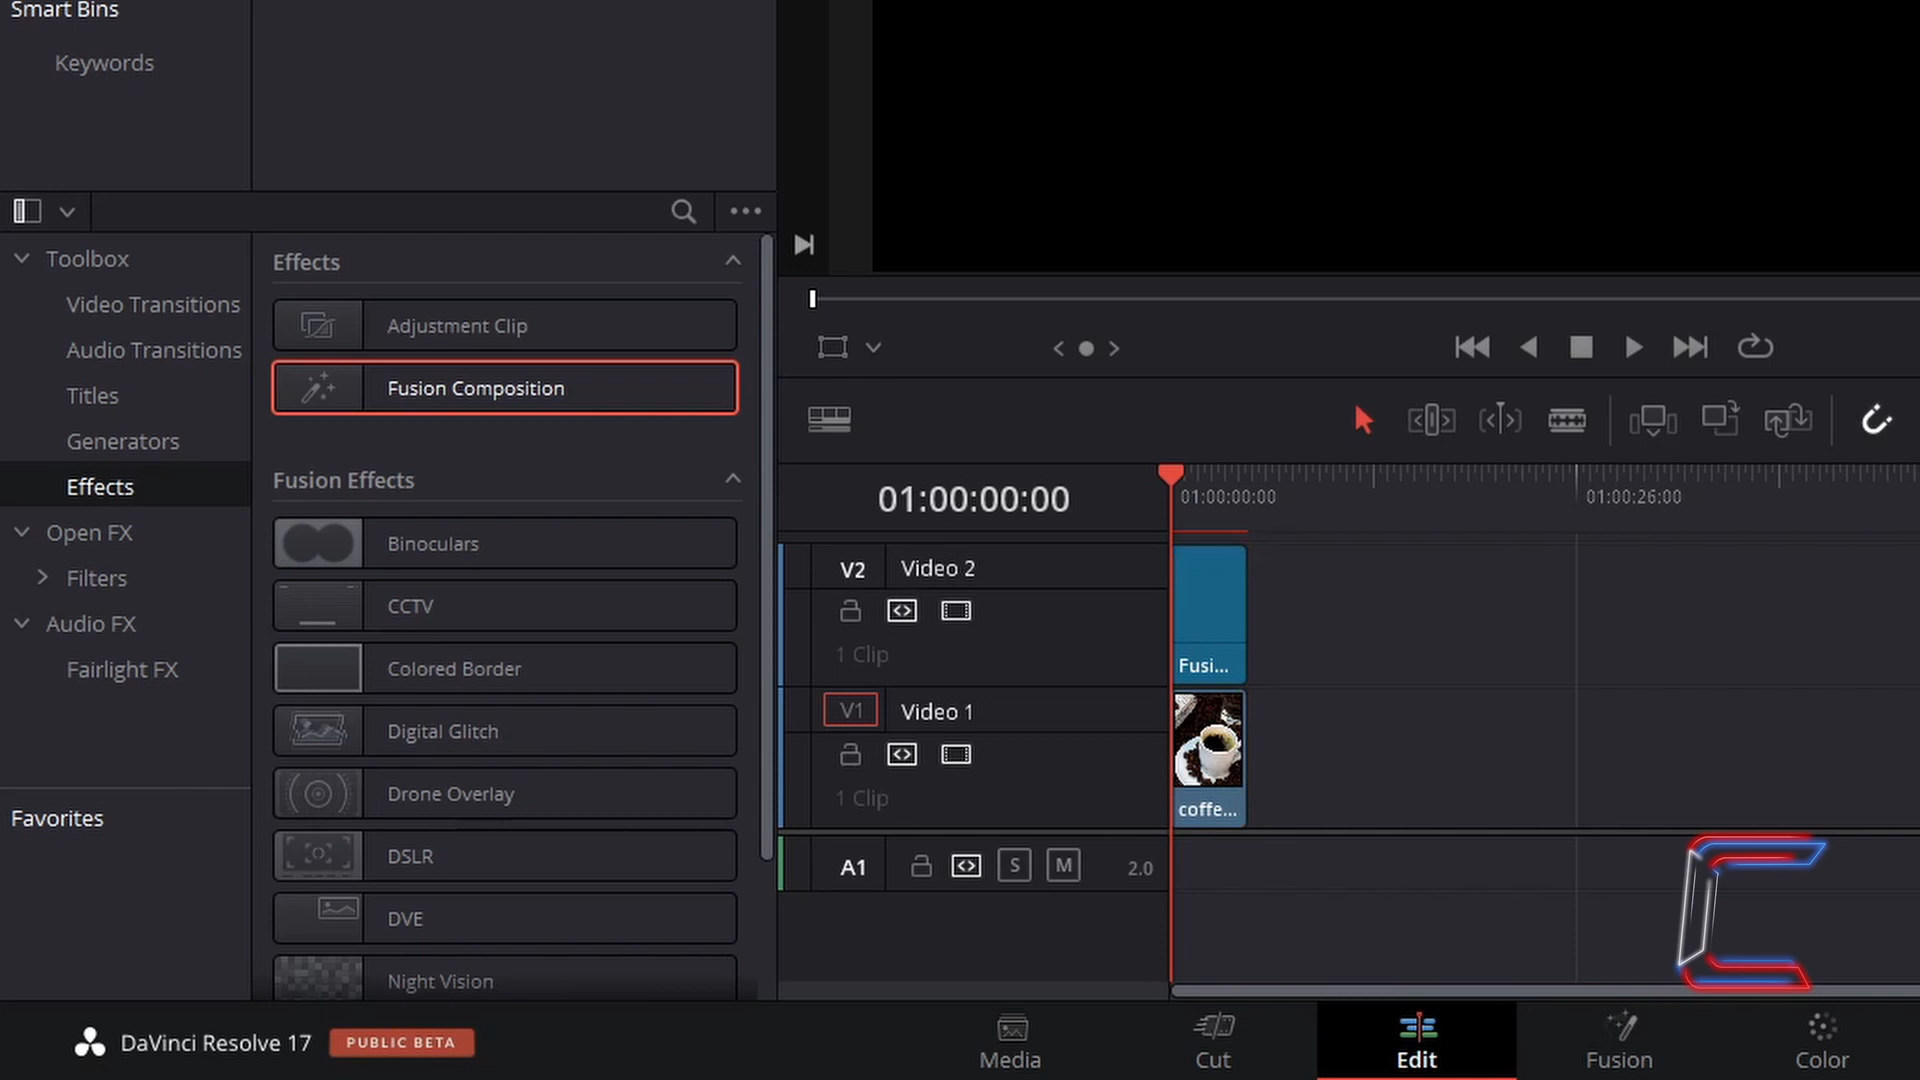 Smart Bins
Keywords
Toolbox
Video Transitions
Audio Transitions
Titles
Generators
Effects
Open FX
Filters
Audio FX
Fairlight FX
Favorites
Effects
Adjustment Clip
Fusion Composition
Fusion Effects
Binoculars
CCTV
Colored Border
Digital Glitch
Drone Overlay
DSLR
DVE
Night Vision
01:00:00:00
01:00:00:00
01:00:26:00
V2 Video 2
1 Clip
Fusi...
V1 Video 1
1 Clip
coffe...
A1 S M 2.0
DaVinci Resolve 17 PUBLIC BETA
Media
Cut
Edit
Fusion
Color